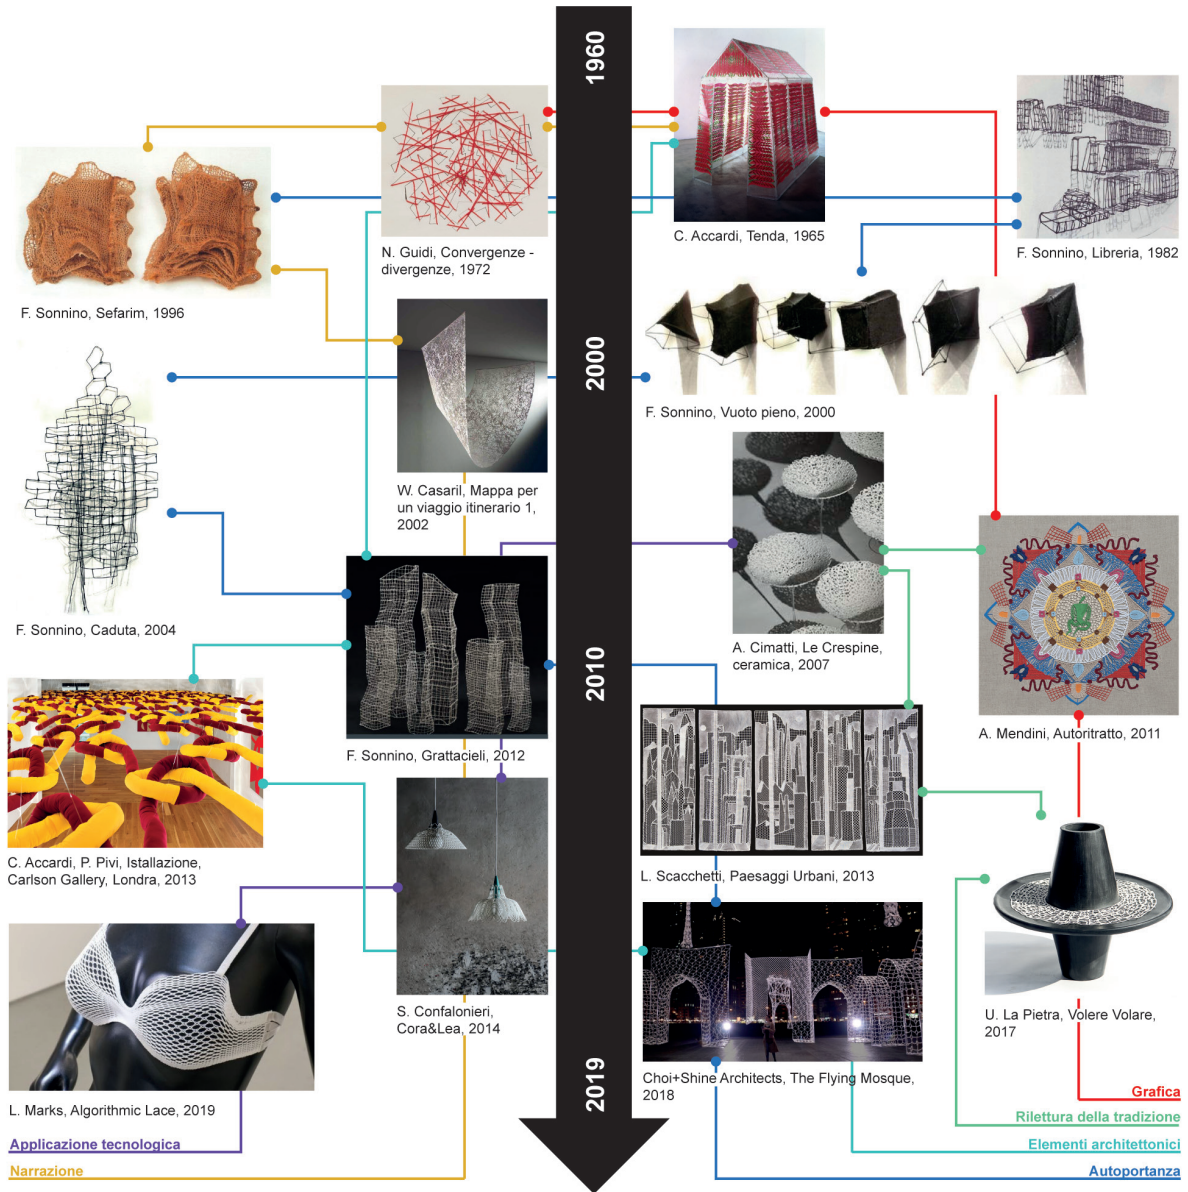 1960
N. Guidi, Convergenze -
divergenze, 1972
C. Accardi, Tenda, 1965
F. Sonnino, Libreria, 1982
F. Sonnino, Sefarim, 1996
2000
F. Sonnino, Vuoto pieno, 2000
W. Casaril, Mappa per
un viaggio itinerario 1,
2002
F. Sonnino, Caduta, 2004
A. Cimatti, Le Crespine,
ceramica, 2007
2010
A. Mendini, Autoritratto, 2011
F. Sonnino, Grattacieli, 2012
C. Accardi, P. Pivi, Istallazione,
Carlson Gallery, Londra, 2013
L. Scacchetti, Paesaggi Urbani, 2013
S. Confalonieri,
Cora&Lea, 2014
U. La Pietra, Volere Volare,
2017
Choi+Shine Architects, The Flying Mosque,
2018
2019
L. Marks, Algorithmic Lace, 2019
Applicazione tecnologica
Narrazione
Grafica
Rilettura della tradizione
Elementi architettonici
Autoportanza